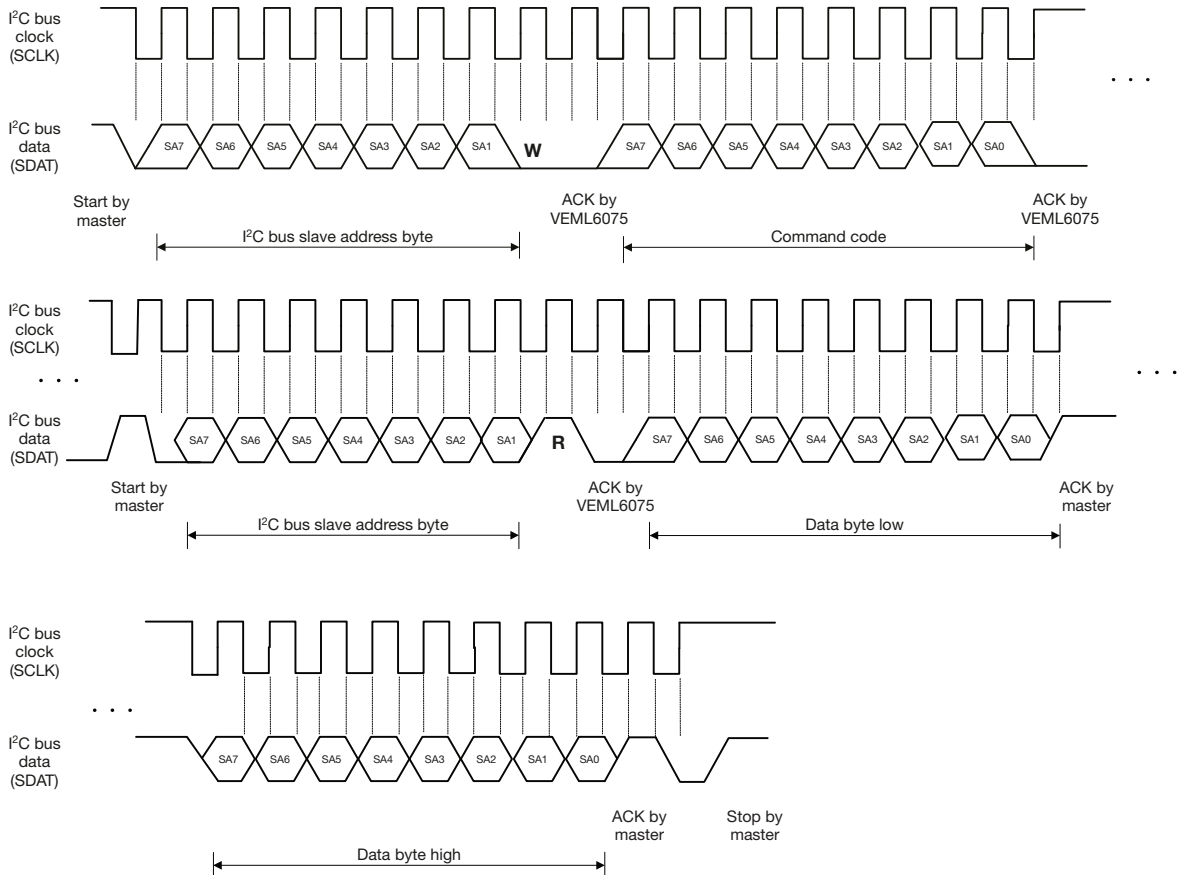 I²C bus
clock
(SCLK)
. . .
I²C bus
data
(SDAT)
SA7 SA6 SA5 SA4 SA3 SA2 SA1 W SA7 SA6 SA5 SA4 SA3 SA2 SA1 SA0
Start by
master
ACK by
VEML6075
ACK by
VEML6075
I²C bus slave address byte
Command code
I²C bus
clock
(SCLK)
. . .
. . .
I²C bus
data
(SDAT)
SA7 SA6 SA5 SA4 SA3 SA2 SA1 R SA7 SA6 SA5 SA4 SA3 SA2 SA1 SA0
Start by
master
ACK by
VEML6075
ACK by
master
I²C bus slave address byte
Data byte low
I²C bus
clock
(SCLK)
. . .
I²C bus
data
(SDAT)
SA7 SA6 SA5 SA4 SA3 SA2 SA1 SA0
ACK by
master
Stop by
master
Data byte high